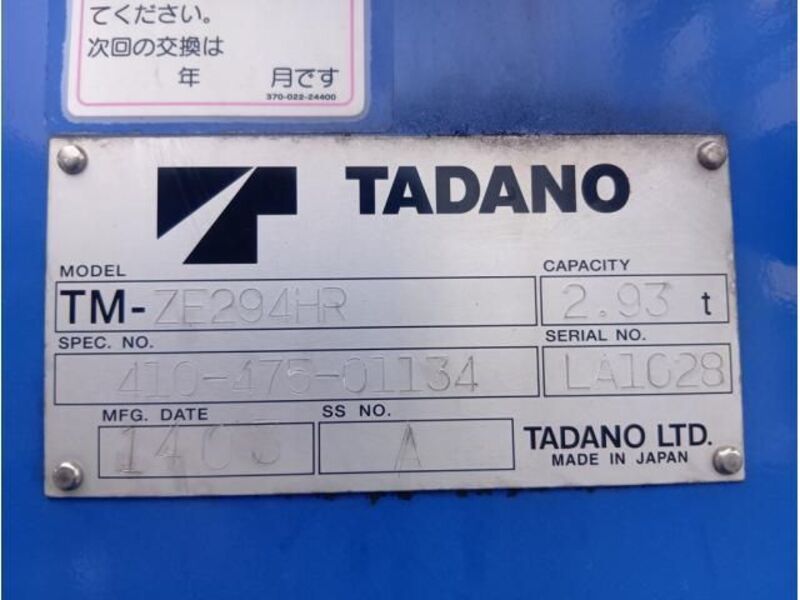 てください。
次回の交換は
年 月です
370-022-24400
TADANO
MODEL CAPACITY
TM-ZE294HR 2.93 t
SPEC. NO. SERIAL NO.
410-475-01134 LA1028
MFG. DATE SS NO.
1403 A TADANO LTD.
MADE IN JAPAN